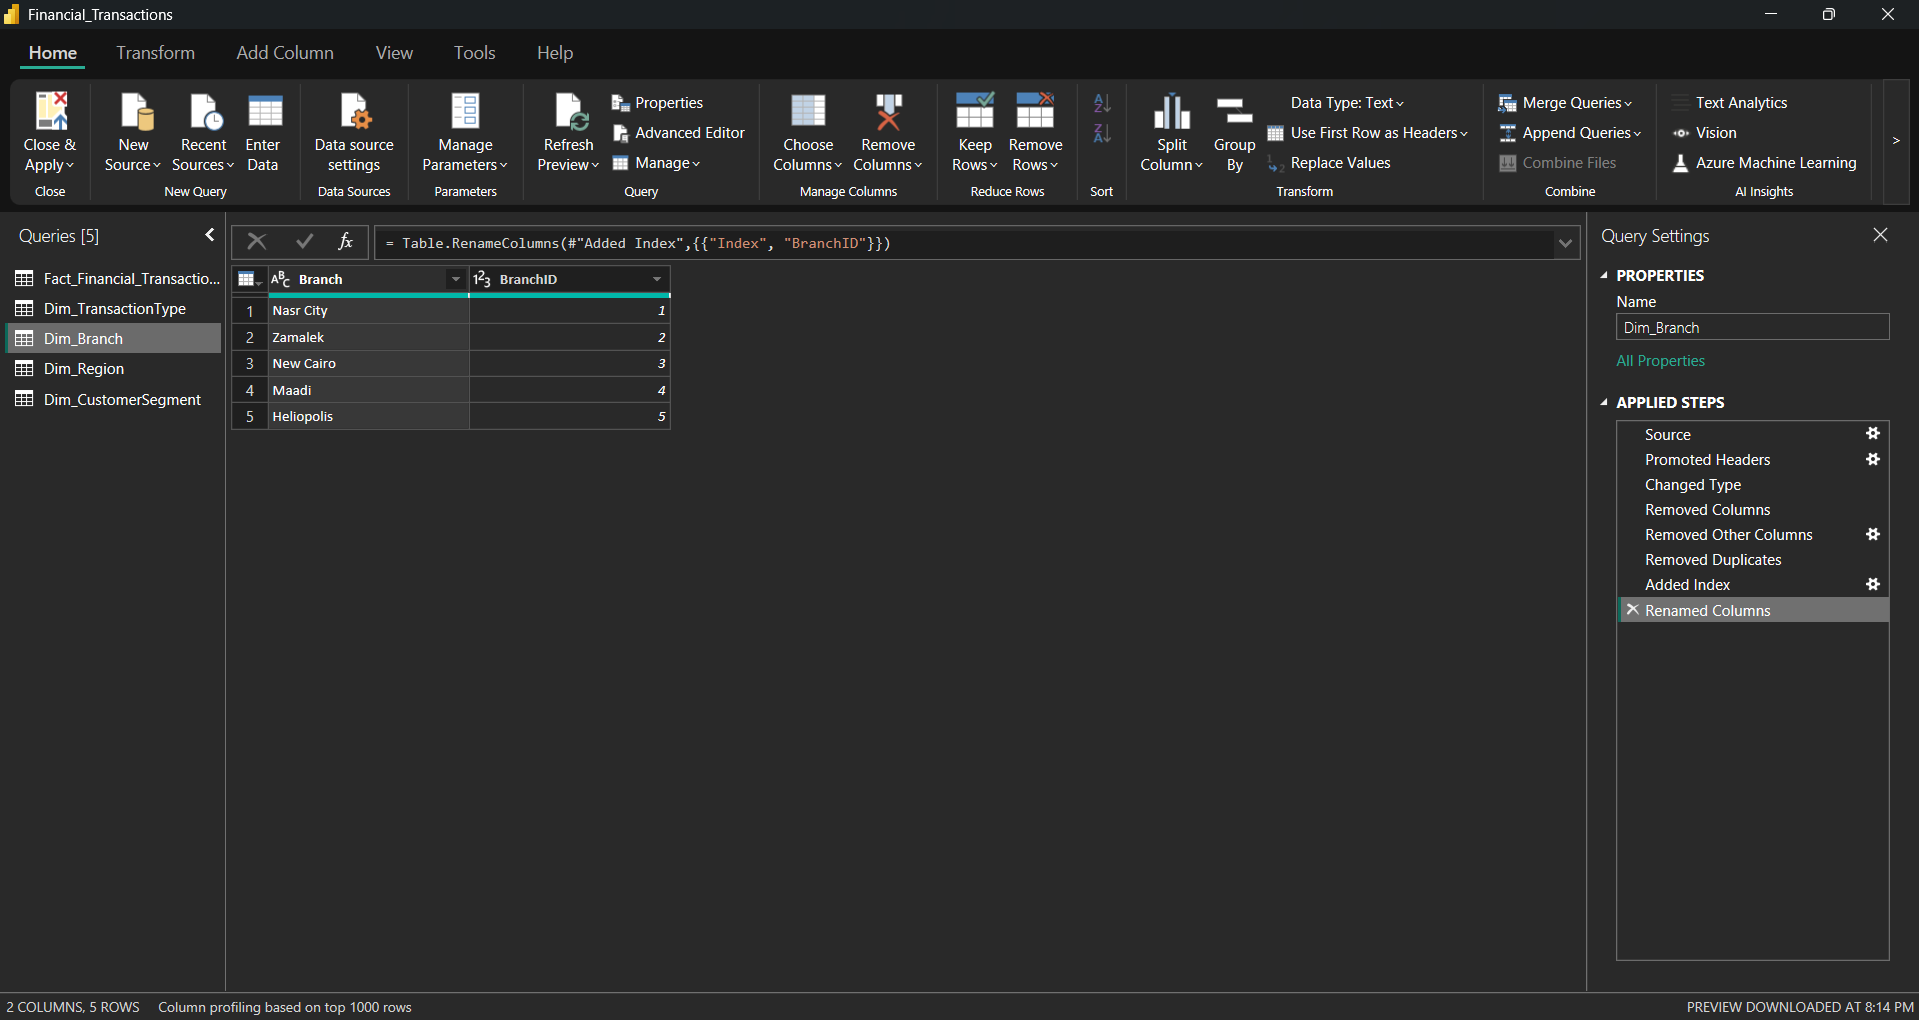 Financial_Transactions
Home Transform Add Column View Tools Help
Close & Apply
Close
New Source
Recent Sources
Enter Data
New Query
Data source settings
Data Sources
Manage Parameters
Parameters
Refresh Preview
Properties
Advanced Editor
Manage
Query
Choose Columns
Remove Columns
Manage Columns
Keep Rows
Remove Rows
Reduce Rows
Sort
Split Column
Group By
Data Type: Text
Use First Row as Headers
Replace Values
Transform
Merge Queries
Append Queries
Combine Files
Combine
Text Analytics
Vision
Azure Machine Learning
AI Insights
Queries [5]
Fact_Financial_Transactio...
Dim_TransactionType
Dim_Branch
Dim_Region
Dim_CustomerSegment
fx = Table.RenameColumns(#"Added Index",{{"Index", "BranchID"}})
ABC Branch 123 BranchID
1 Nasr City 1
2 Zamalek 2
3 New Cairo 3
4 Maadi 4
5 Heliopolis 5
Query Settings
PROPERTIES
Name
Dim_Branch
All Properties
APPLIED STEPS
Source
Promoted Headers
Changed Type
Removed Columns
Removed Other Columns
Removed Duplicates
Added Index
Renamed Columns
2 COLUMNS, 5 ROWS Column profiling based on top 1000 rows
PREVIEW DOWNLOADED AT 8:14 PM